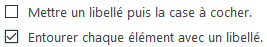 Mettre un libellé puis la case à cocher.
Entourer chaque élément avec un libellé.